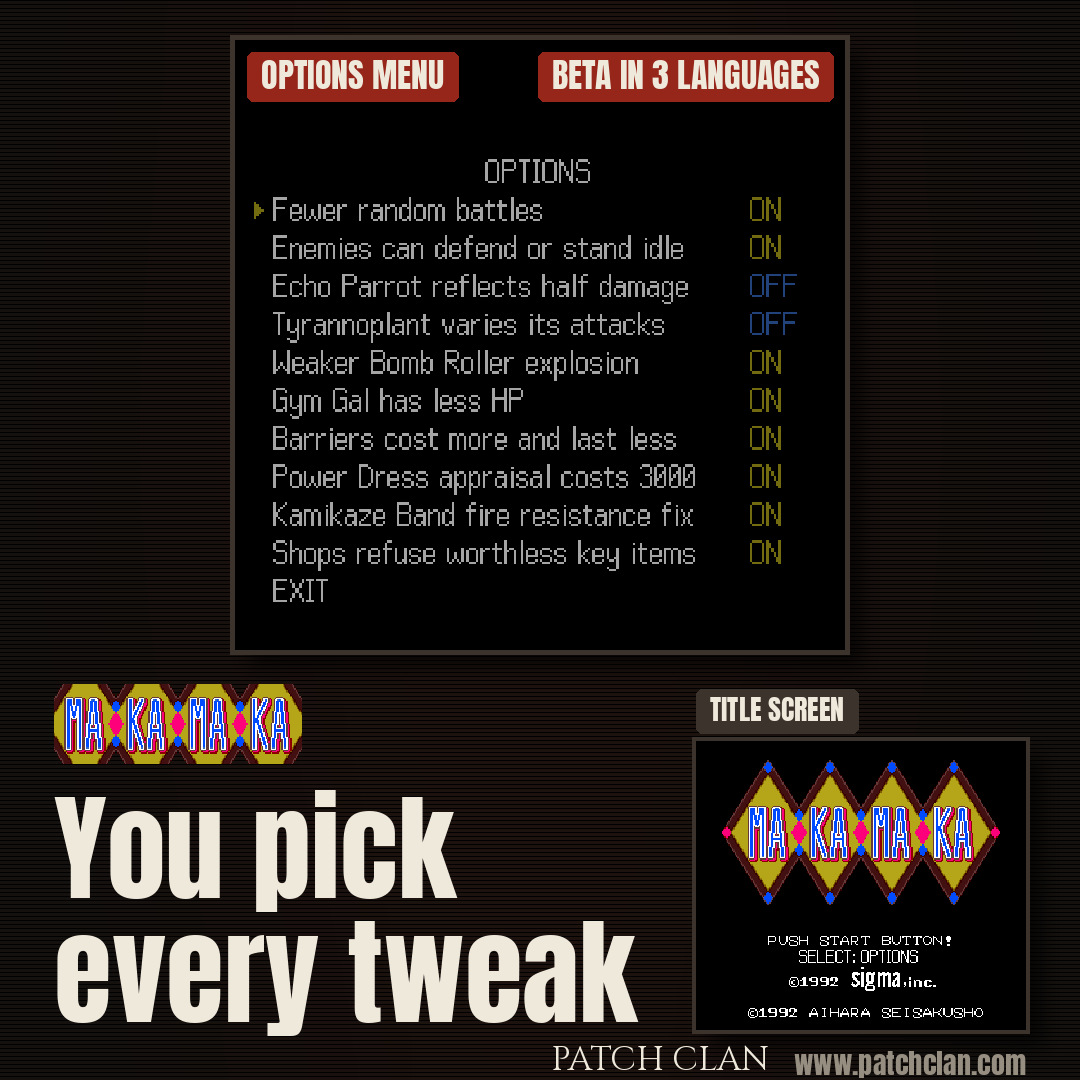 OPTIONS MENU
BETA IN 3 LANGUAGES
OPTIONS
Fewer random battles ON
Enemies can defend or stand idle ON
Echo Parrot reflects half damage OFF
Tyrannoplant varies its attacks OFF
Weaker Bomb Roller explosion ON
Gym Gal has less HP ON
Barriers cost more and last less ON
Power Dress appraisal costs 3000 ON
Kamikaze Band fire resistance fix ON
Shops refuse worthless key items ON
EXIT
MA KA MA KA
You pick
every tweak
TITLE SCREEN
MA KA MA KA
PUSH START BUTTON!
SELECT:OPTIONS
©1992 sigma,inc.
©1992 AIHARA SEISAKUSHO
PATCH CLAN www.patchclan.com